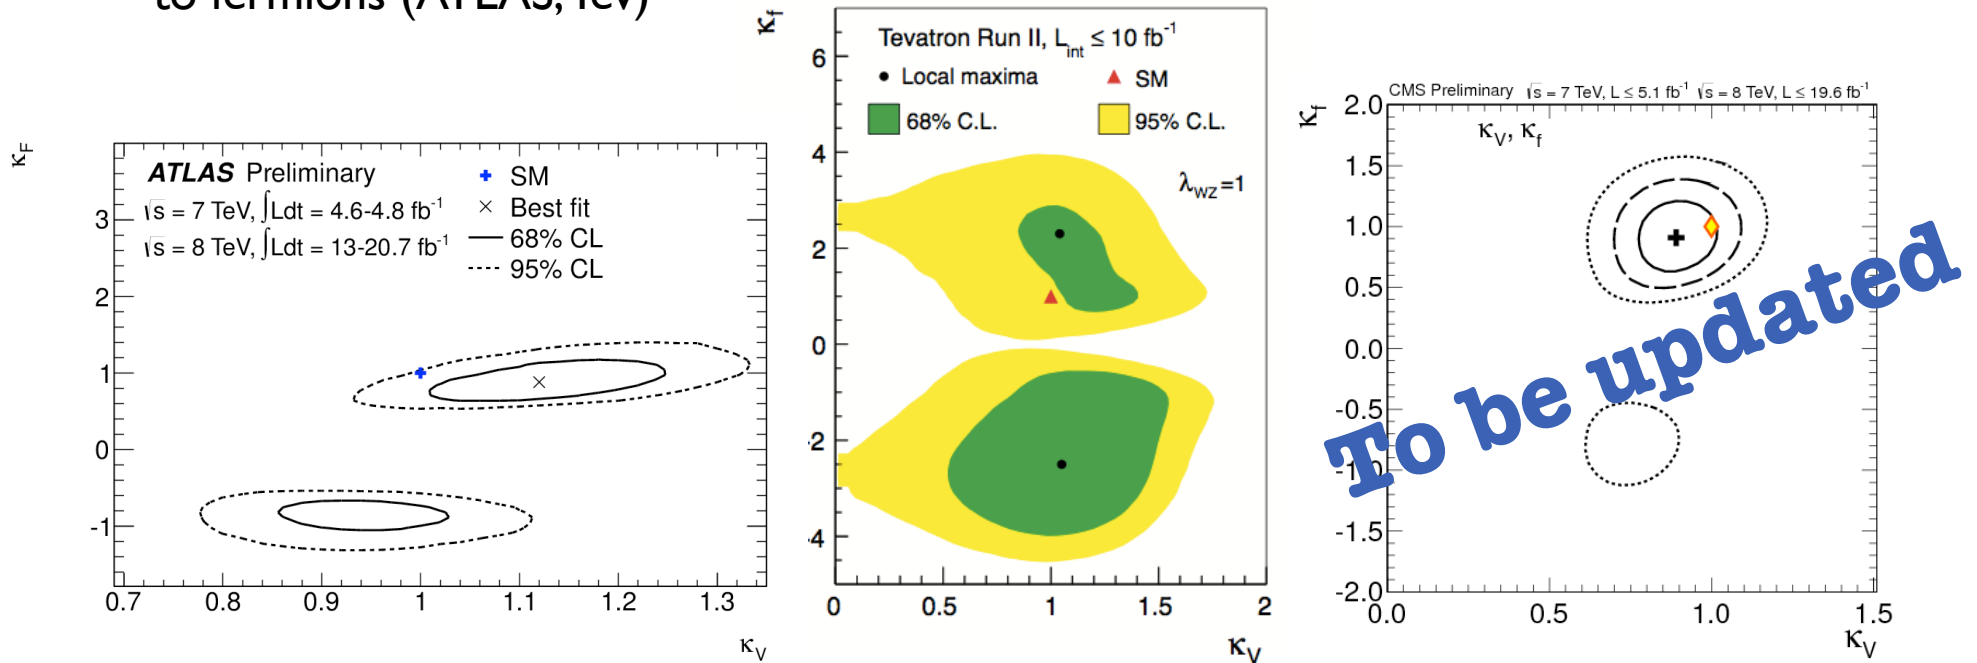 to fermions (ATLAS, Tev)
κF
ATLAS Preliminary
√s = 7 TeV, ∫Ldt = 4.6-4.8 fb-1
√s = 8 TeV, ∫Ldt = 13-20.7 fb-1
SM
Best fit
68% CL
95% CL
3
2
1
0
-1
0.7 0.8 0.9 1 1.1 1.2 1.3
κV
κf
Tevatron Run II, Lint ≤ 10 fb-1
Local maxima SM
68% C.L. 95% C.L.
λWZ=1
6
4
2
0
-2
-4
0 0.5 1 1.5 2
κV
CMS Preliminary √s = 7 TeV, L ≤ 5.1 fb-1 √s = 8 TeV, L ≤ 19.6 fb-1
κf
κV, κf
2.0
1.5
1.0
0.5
0.0
-0.5
-1.0
-1.5
-2.0
0.0 0.5 1.0 1.5
κV
To be updated